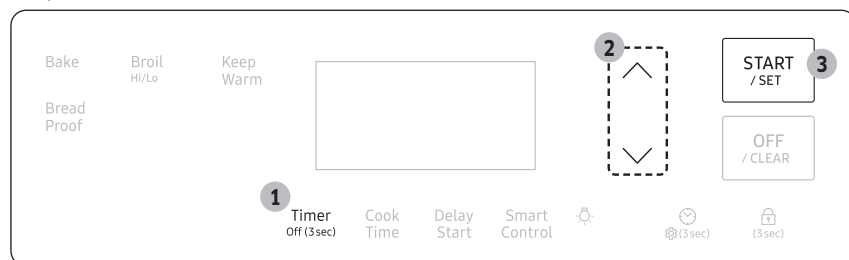 Bake
Broil
Hi/Lo
Keep
Warm
2
START
/ SET
3
Bread
Proof
OFF
/ CLEAR
1
Timer
Off (3 sec)
Cook
Time
Delay
Start
Smart
Control
(3 sec)
(3 sec)